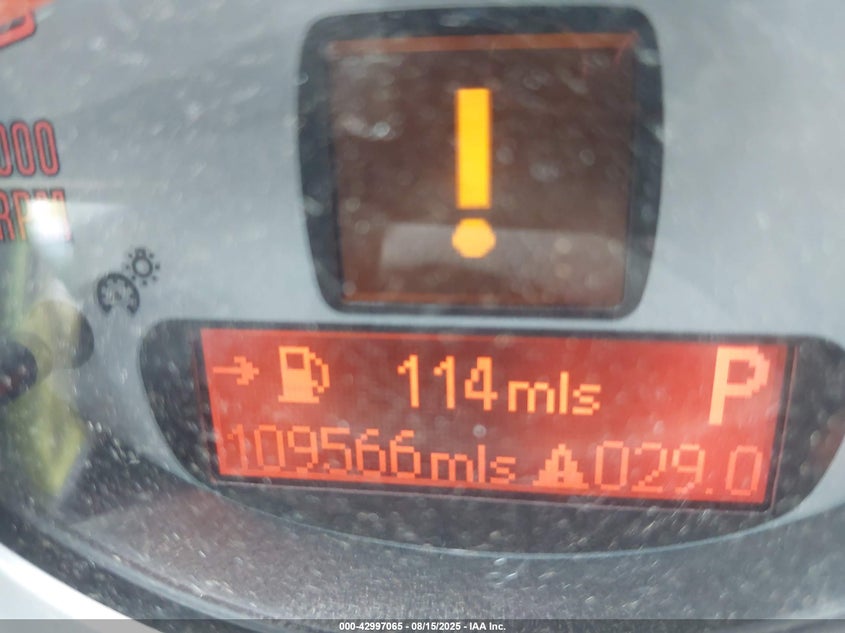 000
RPM
114 mls P
109566 mls 029.0
000-42997065 - 08/15/2025 - IAA Inc.